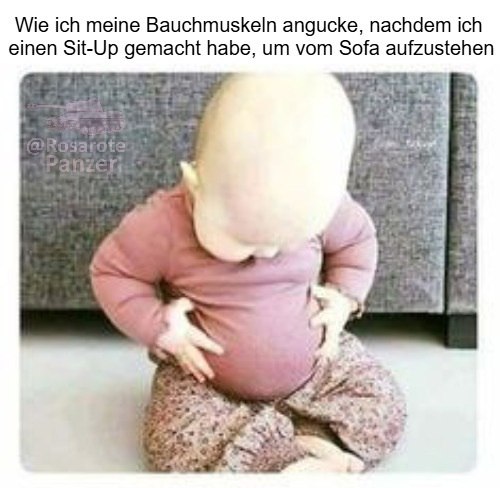 Wie ich meine Bauchmuskeln angucke, nachdem ich
einen Sit-Up gemacht habe, um vom Sofa aufzustehen
@Rosarote
Panzer